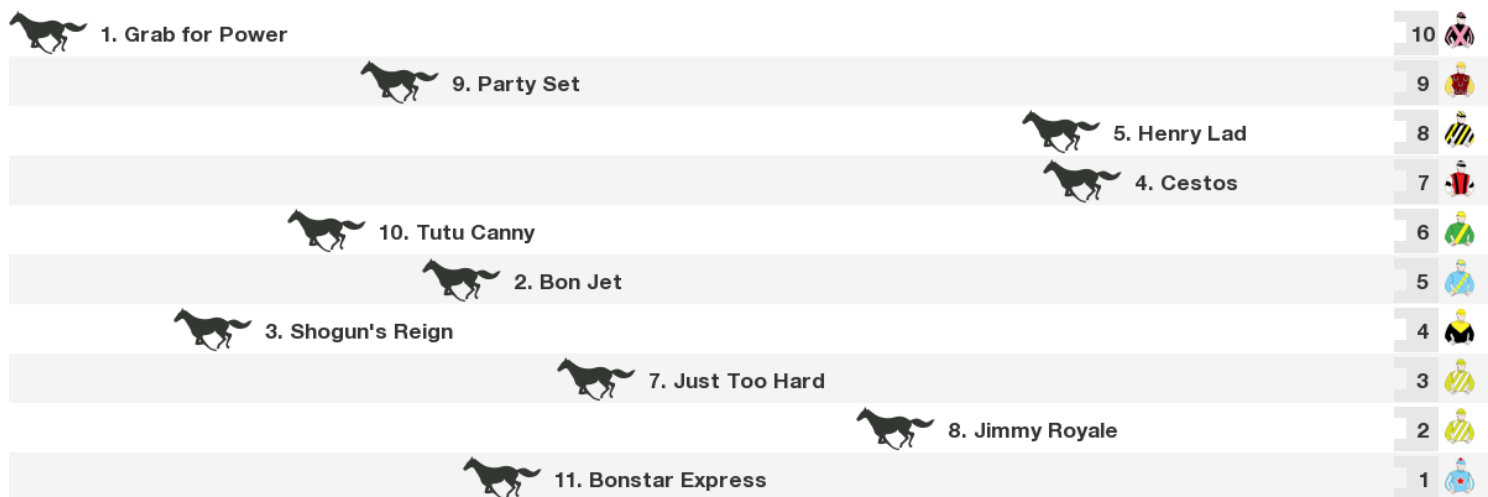 1. Grab for Power 10
9. Party Set 9
5. Henry Lad 8
4. Cestos 7
10. Tutu Canny 6
2. Bon Jet 5
3. Shogun's Reign 4
7. Just Too Hard 3
8. Jimmy Royale 2
11. Bonstar Express 1